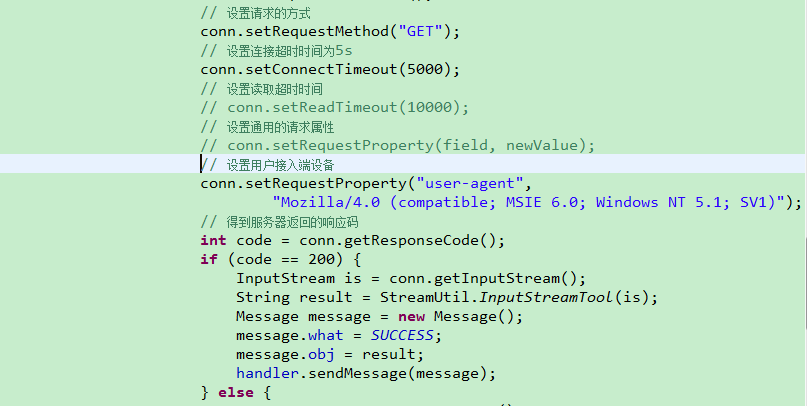 // 设置请求的方式
conn.setRequestMethod("GET");
// 设置连接超时时间为5s
conn.setConnectTimeout(5000);
// 设置读取超时时间
// conn.setReadTimeout(10000);
// 设置通用的请求属性
// conn.setRequestProperty(field, newValue);
// 设置用户接入端设备
conn.setRequestProperty("user-agent",
"Mozilla/4.0 (compatible; MSIE 6.0; Windows NT 5.1; SV1)");
// 得到服务器返回的响应码
int code = conn.getResponseCode();
if (code == 200) {
InputStream is = conn.getInputStream();
String result = StreamUtil.InputStreamTool(is);
Message message = new Message();
message.what = SUCCESS;
message.obj = result;
handler.sendMessage(message);
} else {